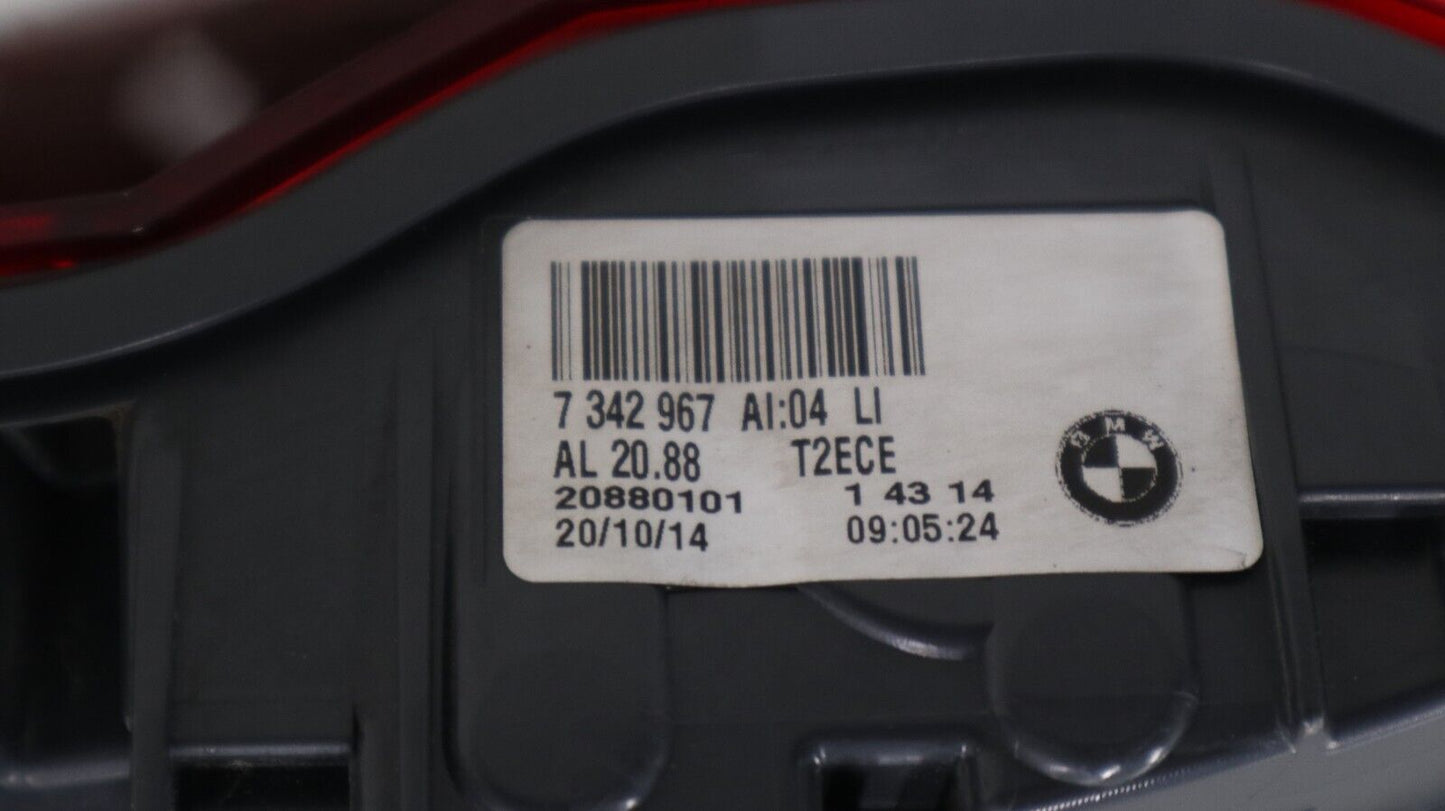 7 342 967 AI:04 LI
AL 20.88 T2ECE
20880101 1 43 14
20/10/14 09:05:24
BMW